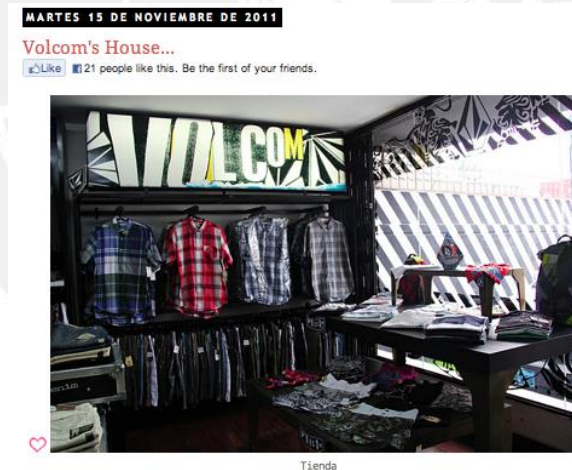 MARTES 15 DE NOVIEMBRE DE 2011
Volcom's House...
Like 21 people like this. Be the first of your friends.
VOLCOM
Tienda